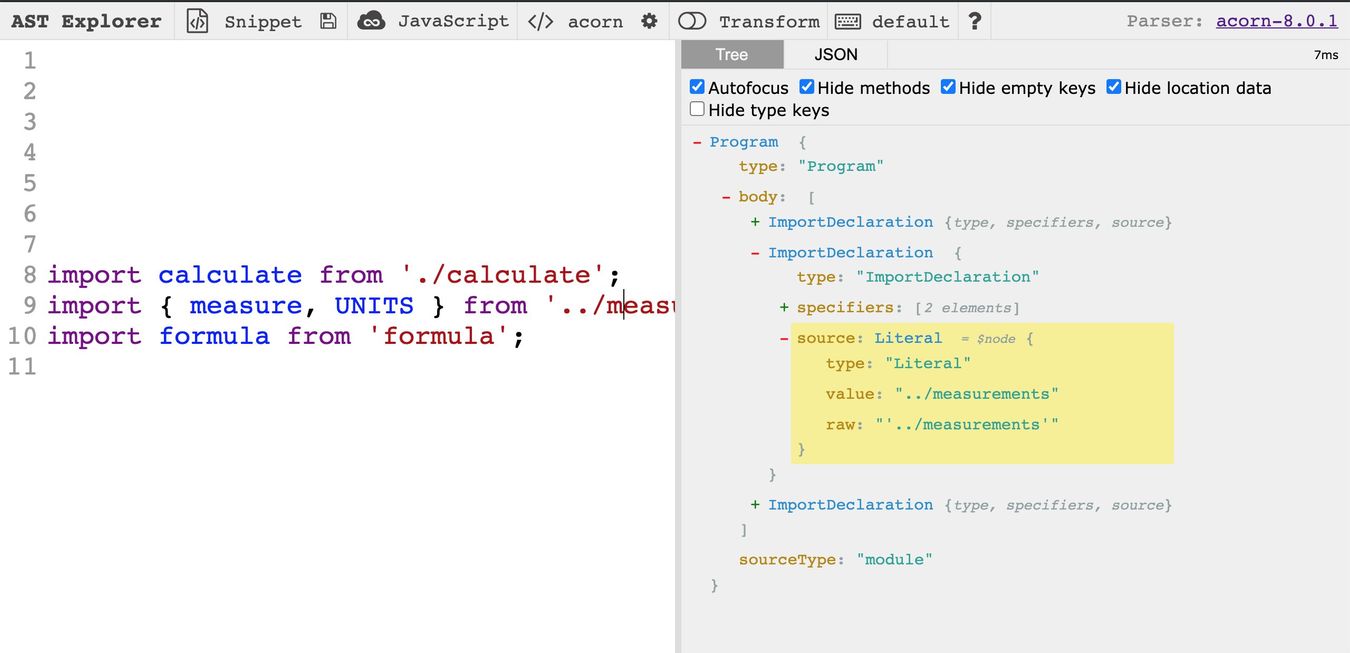 AST Explorer Snippet JavaScript </> acorn Transform default ? Parser: acorn-8.0.1
Tree JSON 7ms
Autofocus Hide methods Hide empty keys Hide location data
Hide type keys
1
2
3
4
5
6
7
8 import calculate from './calculate';
9 import { measure, UNITS } from '../measu
10 import formula from 'formula';
11
- Program {
type: "Program"
- body: [
+ ImportDeclaration {type, specifiers, source}
- ImportDeclaration {
type: "ImportDeclaration"
+ specifiers: [2 elements]
- source: Literal = $node {
type: "Literal"
value: "../measurements"
raw: "'../measurements'"
}
}
+ ImportDeclaration {type, specifiers, source}
]
sourceType: "module"
}